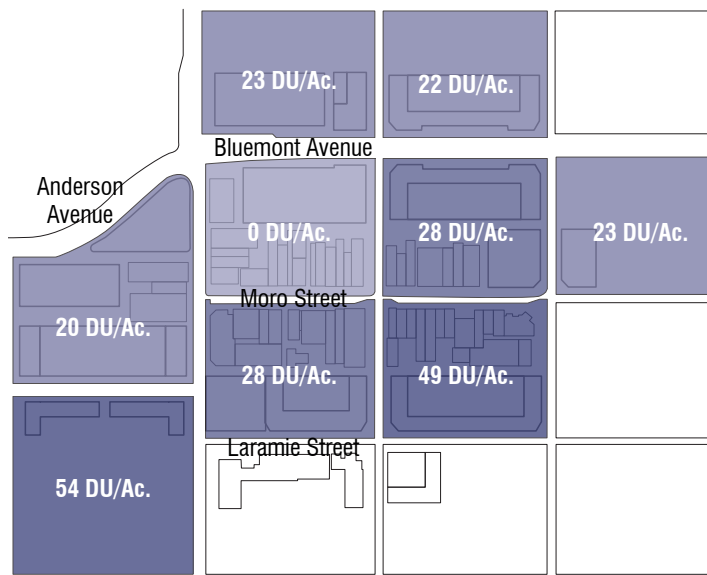 23 DU/Ac.
22 DU/Ac.
Bluemont Avenue
Anderson
Avenue
0 DU/Ac.
28 DU/Ac.
23 DU/Ac.
Moro Street
20 DU/Ac.
28 DU/Ac.
49 DU/Ac.
Laramie Street
54 DU/Ac.